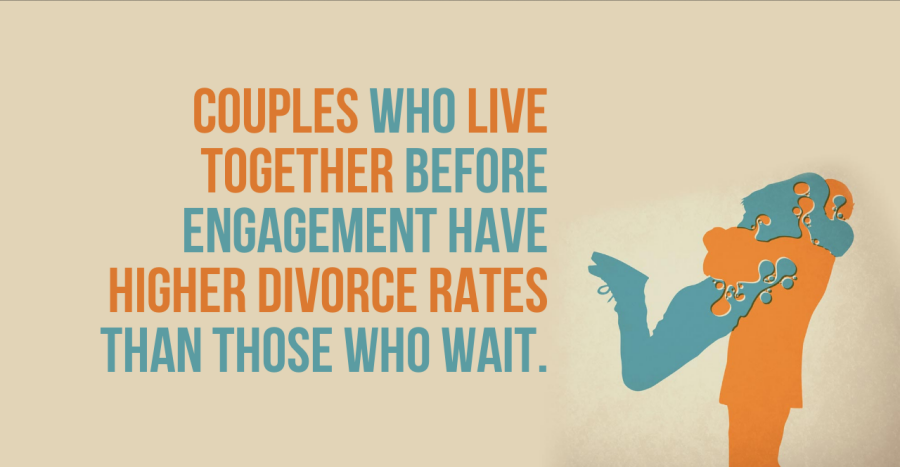 COUPLES WHO LIVE
TOGETHER BEFORE
ENGAGEMENT HAVE
HIGHER DIVORCE RATES
THAN THOSE WHO WAIT.